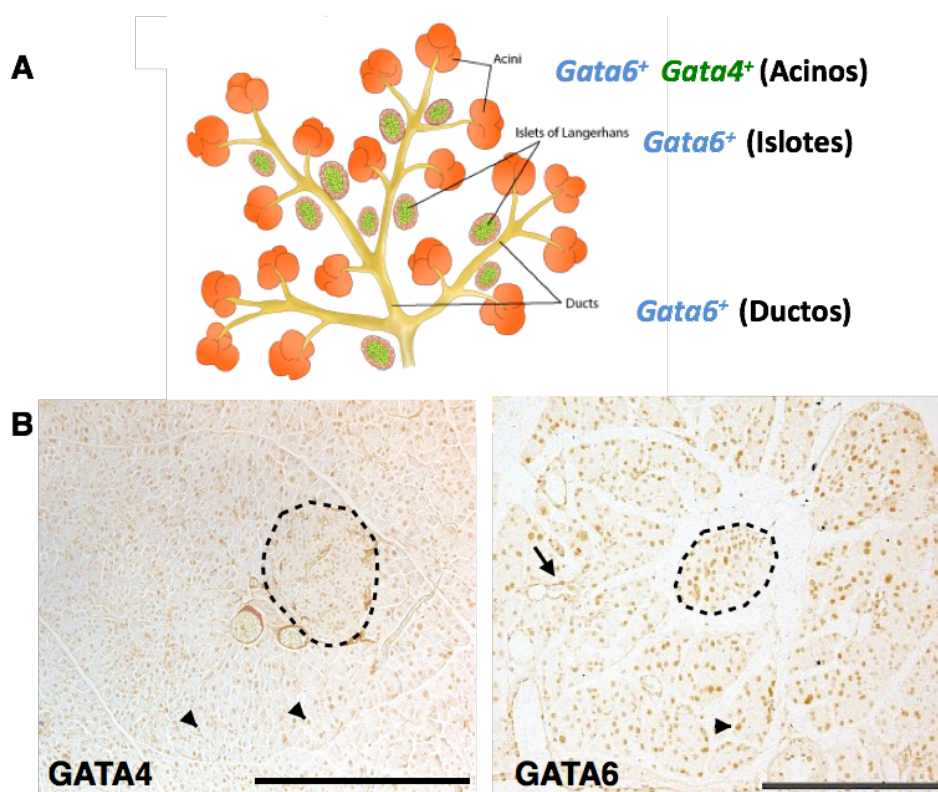 A
Acini
Gata6+ Gata4+ (Acinos)
Islets of Langerhans
Gata6+ (Islotes)
Ducts
Gata6+ (Ductos)
B
GATA4
GATA6